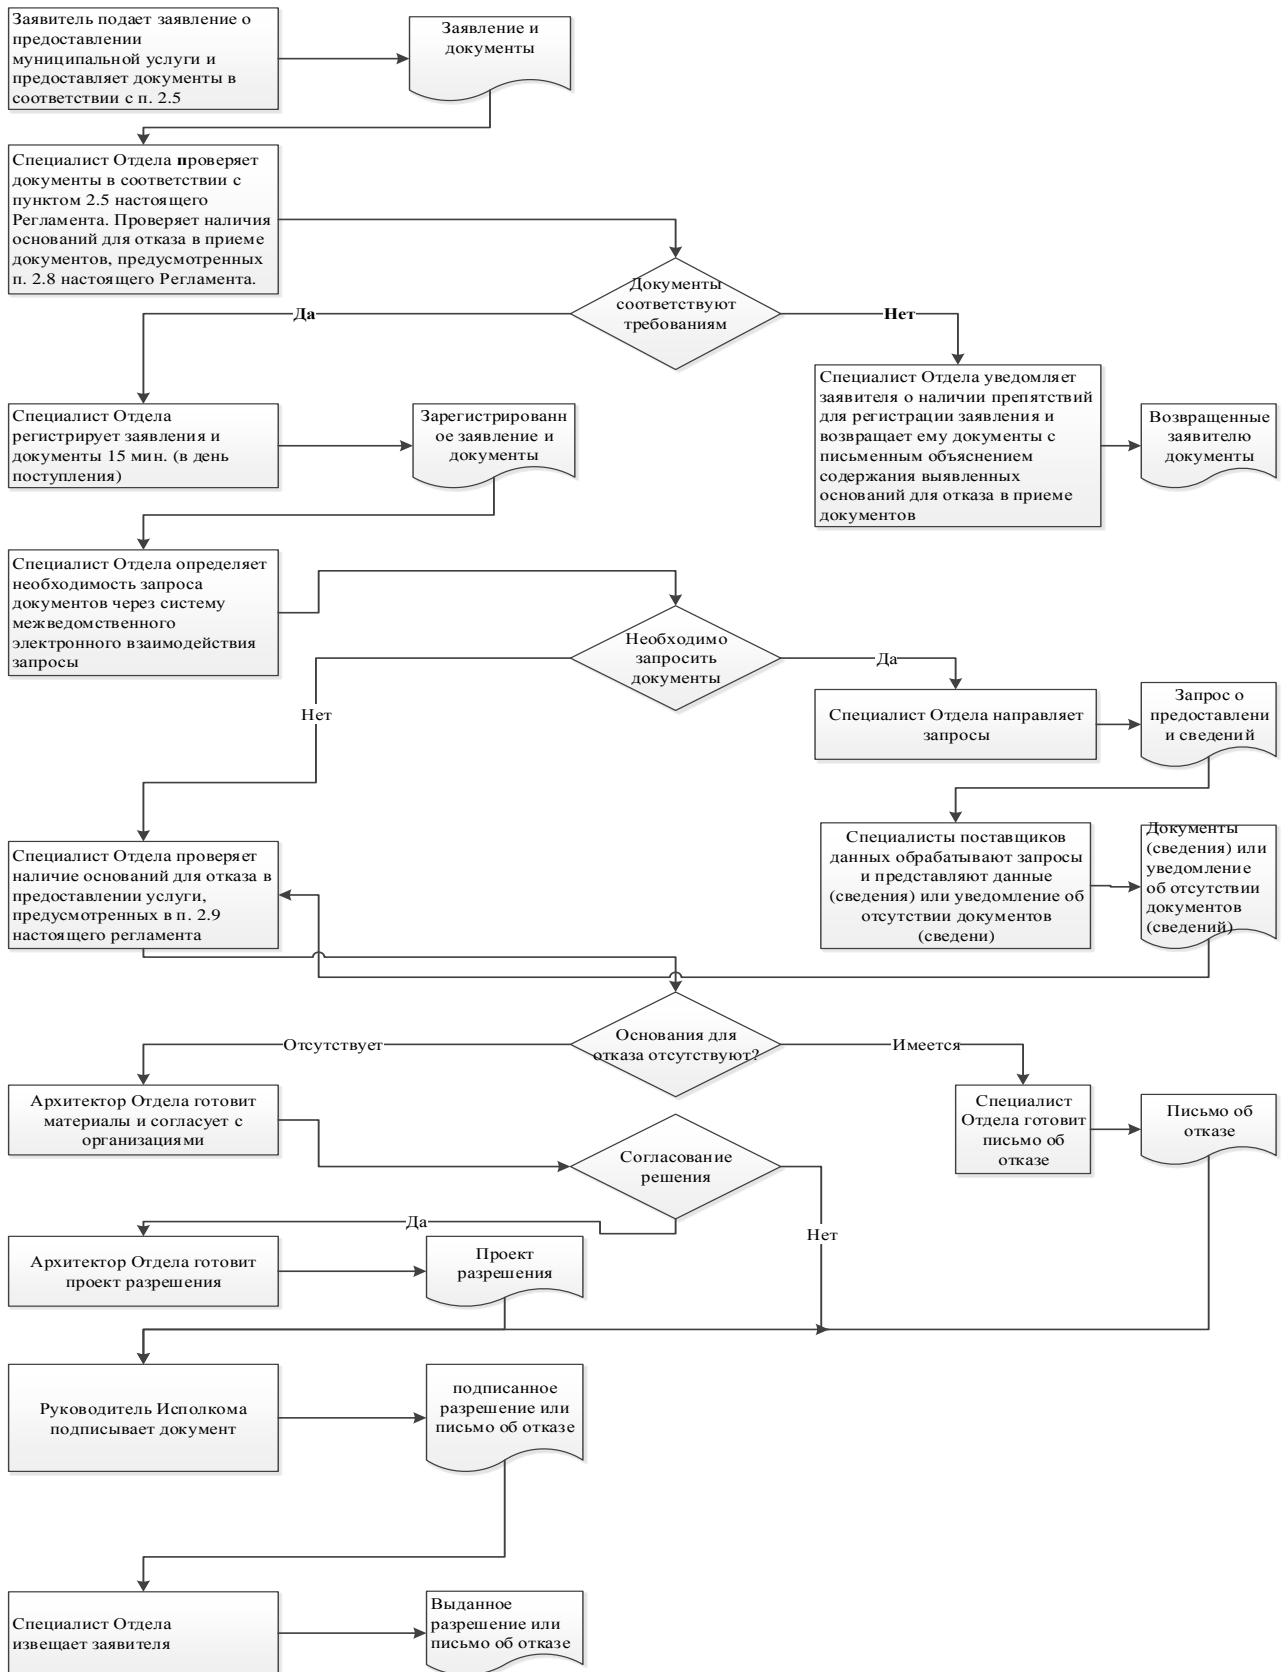 Заявитель подает заявление о
предоставлении
муниципальной услуги и
предоставляет документы в
соответствии с п. 2.5
Заявление и
документы
Специалист Отдела проверяет
документы в соответствии с
пунктом 2.5 настоящего
Регламента. Проверяет наличия
оснований для отказа в приеме
документов, предусмотренных
п. 2.8 настоящего Регламента.
Документы
соответствуют
требованиям
Да
Нет
Специалист Отдела
регистрирует заявления и
документы 15 мин. (в день
поступления)
Зарегистрированн
ое заявление и
документы
Специалист Отдела уведомляет
заявителя о наличии препятствий
для регистрации заявления и
возвращает ему документы с
письменным объяснением
содержания выявленных
оснований для отказа в приеме
документов
Возвращенные
заявителю
документы
Специалист Отдела определяет
необходимость запроса
документов через систему
межведомственного
электронного взаимодействия
запросы
Необходимо
запросить
документы
Да
Нет
Специалист Отдела направляет
запросы
Запрос о
предоставлени
и сведений
Специалист Отдела проверяет
наличие оснований для отказа в
предоставлении услуги,
предусмотренных в п. 2.9
настоящего регламента
Специалисты поставщиков
данных обрабатывают запросы
и представляют данные
(сведения) или уведомление об
отсутствии документов
(сведени)
Документы
(сведения) или
уведомление
об отсутствии
документов
(сведений)
Основания для
отказа отсутствуют?
Отсутствует
Имеется
Архитектор Отдела готовит
материалы и согласует с
организациями
Согласование
решения
Специалист
Отдела готовит
письмо об
отказе
Письмо об
отказе
Да
Нет
Архитектор Отдела готовит
проект разрешения
Проект
разрешения
Руководитель Исполкома
подписывает документ
подписанное
разрешение или
письмо об отказе
Специалист Отдела
извещает заявителя
Выданное
разрешение или
письмо об отказе